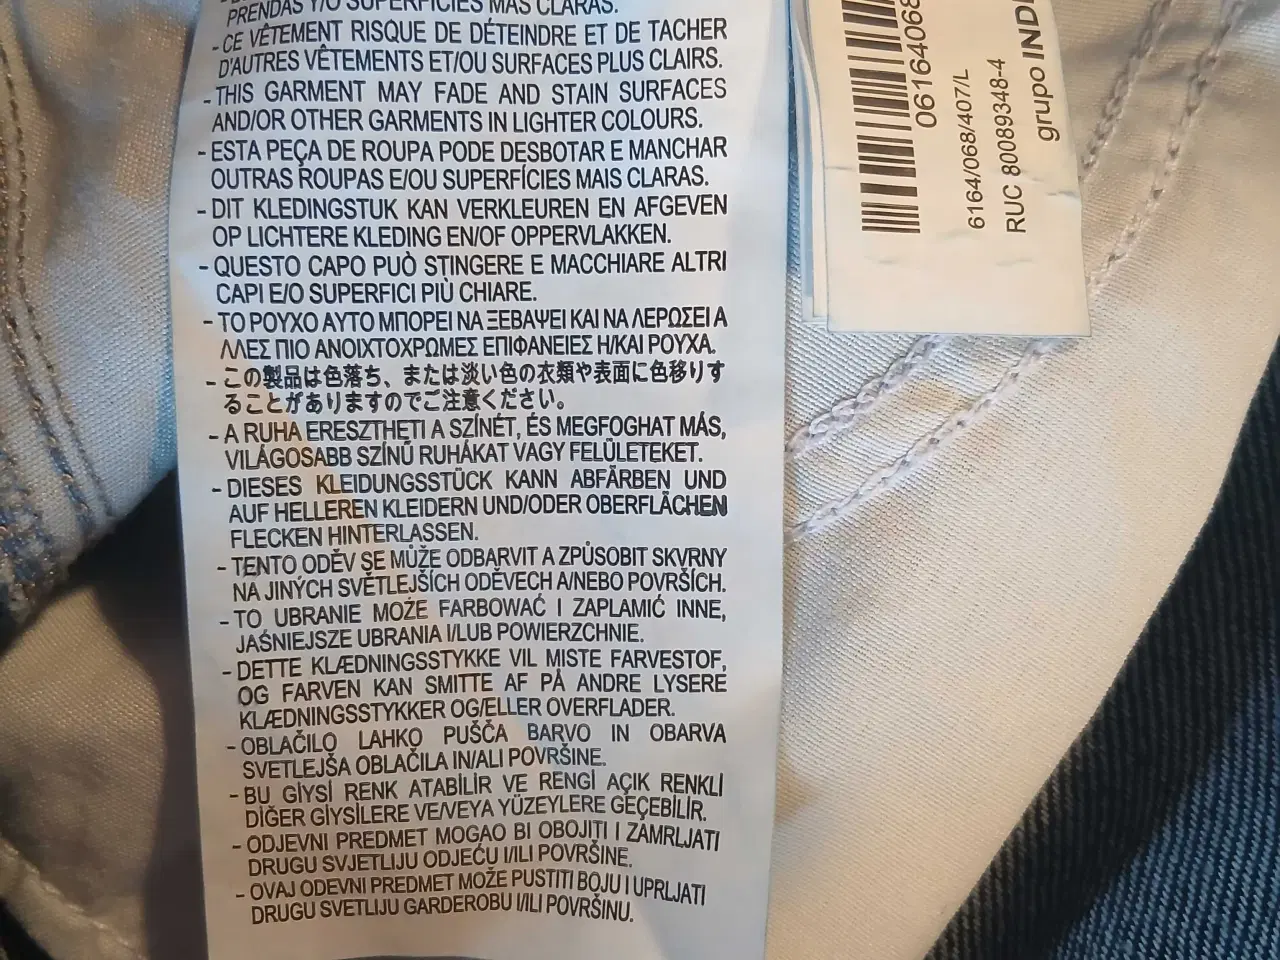 PRENDAS Y/O SUPERFICIES MÁS CLARAS.
- CE VÊTEMENT RISQUE DE DÉTEINDRE ET DE TACHER
D'AUTRES VÊTEMENTS ET/OU SURFACES PLUS CLAIRS.
- THIS GARMENT MAY FADE AND STAIN SURFACES
AND/OR OTHER GARMENTS IN LIGHTER COLOURS.
- ESTA PEÇA DE ROUPA PODE DESBOTAR E MANCHAR
OUTRAS ROUPAS E/OU SUPERFÍCIES MAIS CLARAS.
- DIT KLEDINGSTUK KAN VERKLEUREN EN AFGEVEN
OP LICHTERE KLEDING EN/OF OPPERVLAKKEN.
- QUESTO CAPO PUÒ STINGERE E MACCHIARE ALTRI
CAPI E/O SUPERFICI PIÙ CHIARE.
- ΤΟ ΡΟΥΧΟ ΑΥΤΟ ΜΠΟΡΕΙ ΝΑ ΞΕΒΑΨΕΙ ΚΑΙ ΝΑ ΛΕΡΩΣΕΙ Α
ΛΛΕΣ ΠΙΟ ΑΝΟΙΧΤΟΧΡΩΜΕΣ ΕΠΙΦΑΝΕΙΕΣ Η/ΚΑΙ ΡΟΥΧΑ.
- この製品は色落ち、または淡い色の衣類や表面に色移りす
ることがありますのでご注意ください。
- A RUHA ERESZTHETI A SZÍNÉT, ÉS MEGFOGHAT MÁS,
VILÁGOSABB SZÍNŰ RUHÁKAT VAGY FELÜLETEKET.
- DIESES KLEIDUNGSSTÜCK KANN ABFÄRBEN UND
AUF HELLEREN KLEIDERN UND/ODER OBERFLÄCHEN
FLECKEN HINTERLASSEN.
- TENTO ODĚV SE MŮŽE ODBARVIT A ZPŮSOBIT SKVRNY
NA JINÝCH SVĚTLEJŠÍCH ODĚVECH A/NEBO POVRŠÍCH.
- TO UBRANIE MOŻE FARBOWAĆ I ZAPLAMIĆ INNE,
JAŚNIEJSZE UBRANIA I/LUB POWIERZCHNIE.
- DETTE KLÆDNINGSSTYKKE VIL MISTE FARVESTOF,
OG FARVEN KAN SMITTE AF PÅ ANDRE LYSERE
KLÆDNINGSSTYKKER OG/ELLER OVERFLADER.
- OBLAČILO LAHKO PUŠČA BARVO IN OBARVA
SVETLEJŠA OBLAČILA IN/ALI POVRŠINE.
- BU GİYSİ RENK ATABİLİR VE RENGİ AÇIK RENKLİ
DİĞER GİYSİLERE VE/VEYA YÜZEYLERE GEÇEBİLİR.
- ODJEVNI PREDMET MOGAO BI OBOJITI I ZAMRLJATI
DRUGU SVJETLIJU ODJEĆU I/ILI POVRŠINE.
- OVAJ ODEVNI PREDMET MOŽE PUSTITI BOJU I UPRLJATI
DRUGU SVETLIJU GARDEROBU I/ILI POVRŠINU.
06164068
6164/068/407/L
RUC 80089348-4
grupo INDI